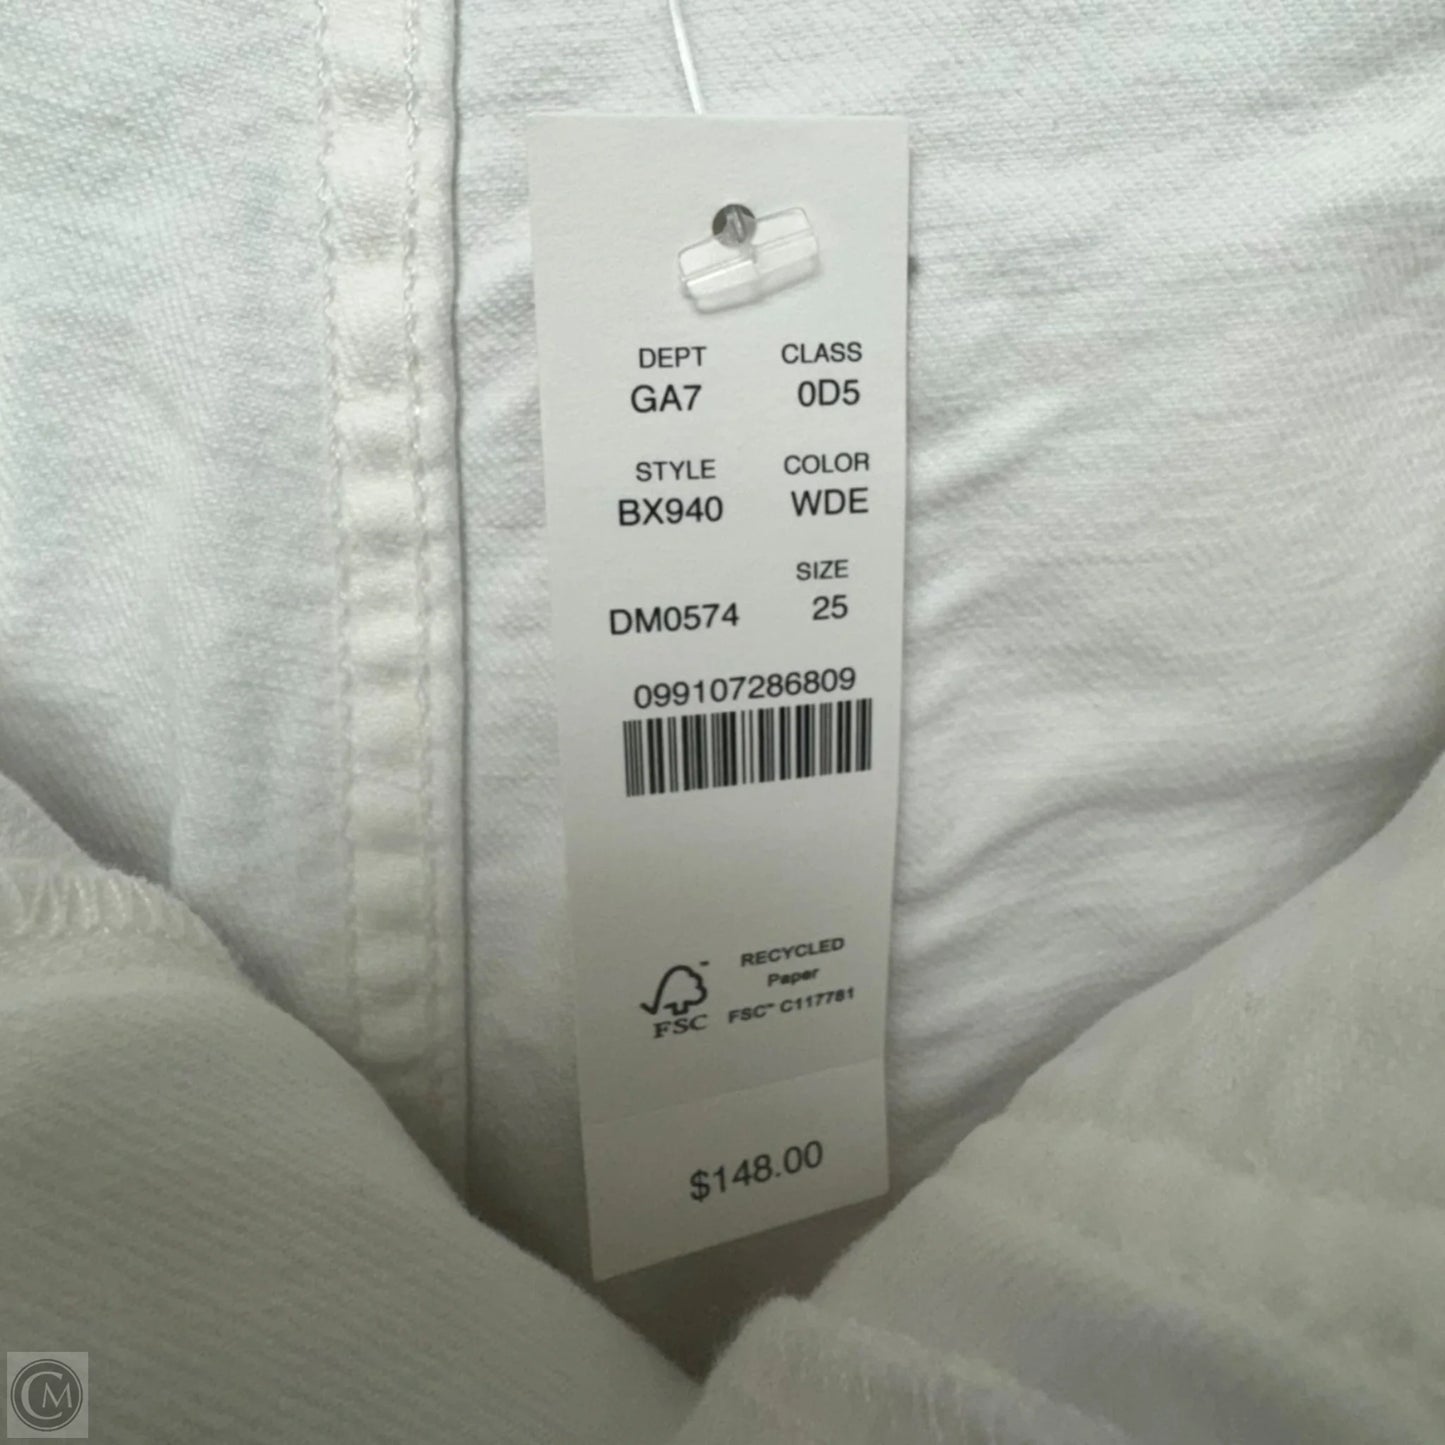 DEPT CLASS
GA7 0D5
STYLE COLOR
BX940 WDE
SIZE
DM0574 25
099107286809
RECYCLED
Paper
FSC™ C117781
FSC
$148.00
CM